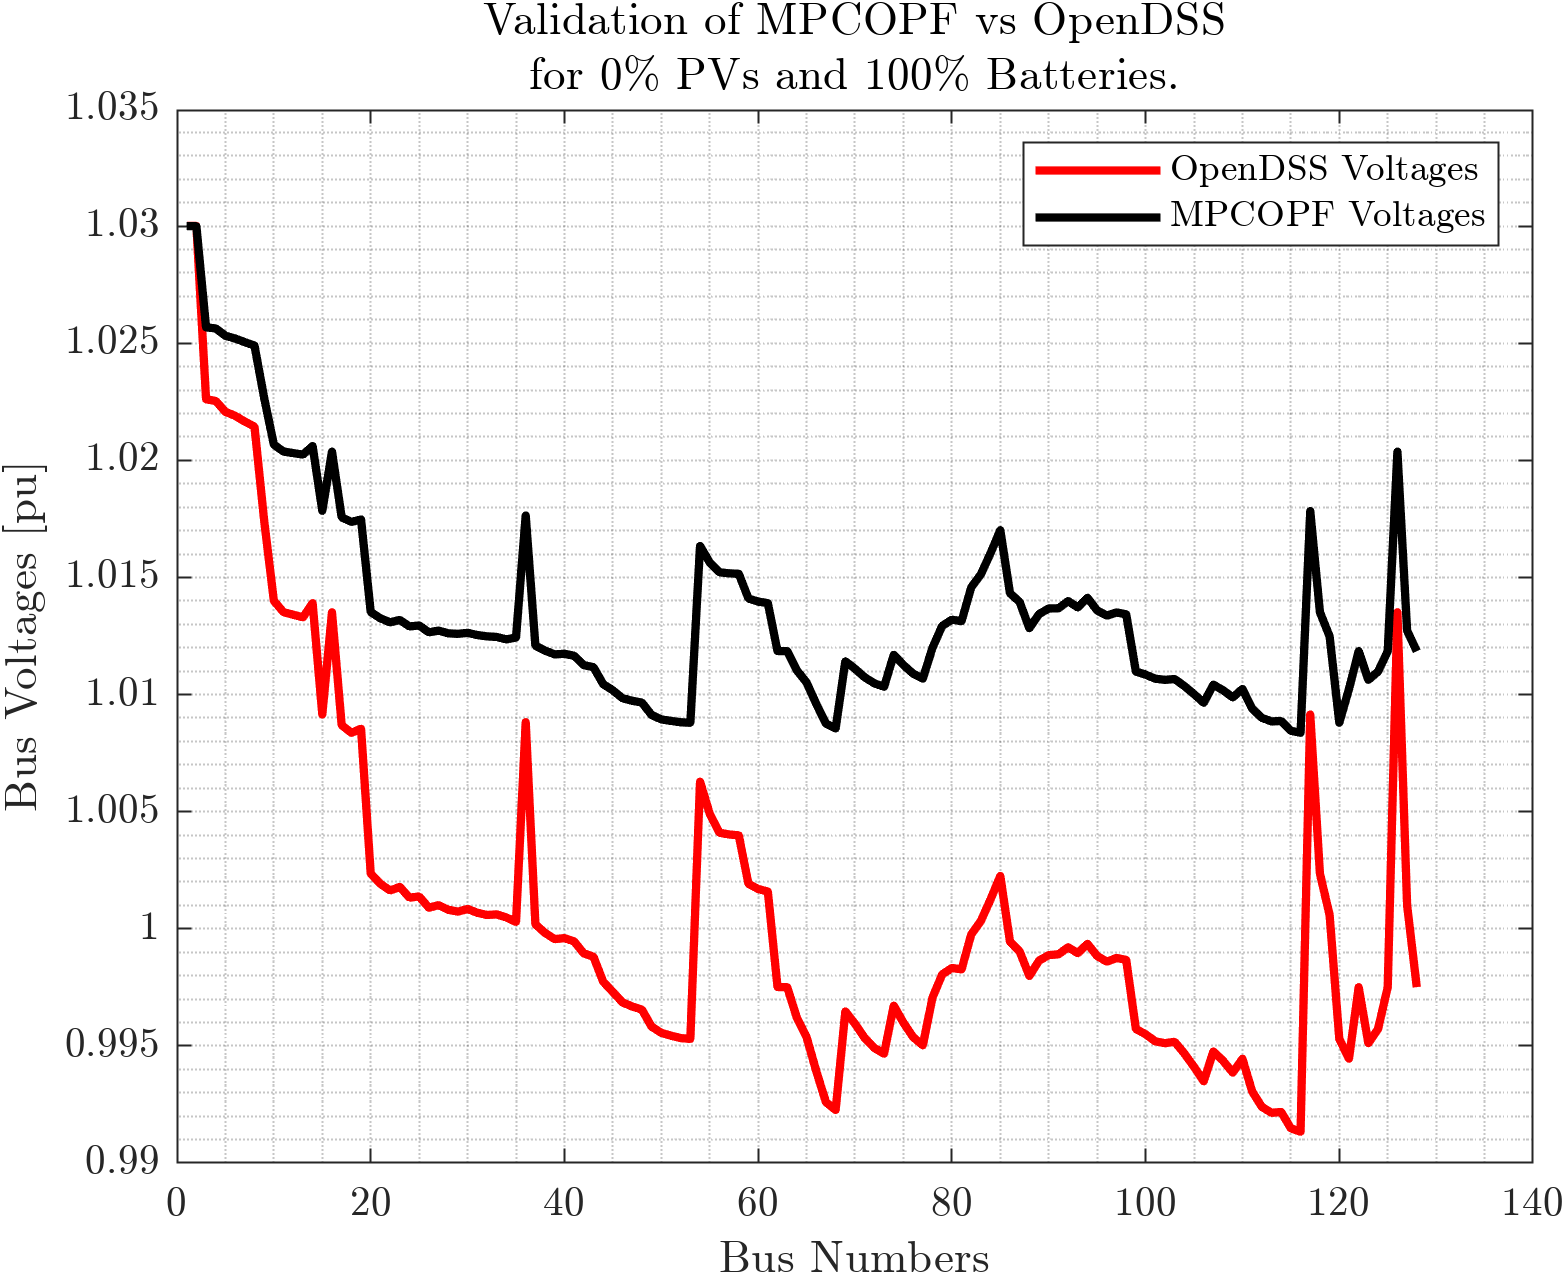 Validation of MPCOPF vs OpenDSS
for 0% PVs and 100% Batteries.
OpenDSS Voltages
MPCOPF Voltages
Bus Voltages [pu]
1.035
1.03
1.025
1.02
1.015
1.01
1.005
1
0.995
0.99
0 20 40 60 80 100 120 140
Bus Numbers